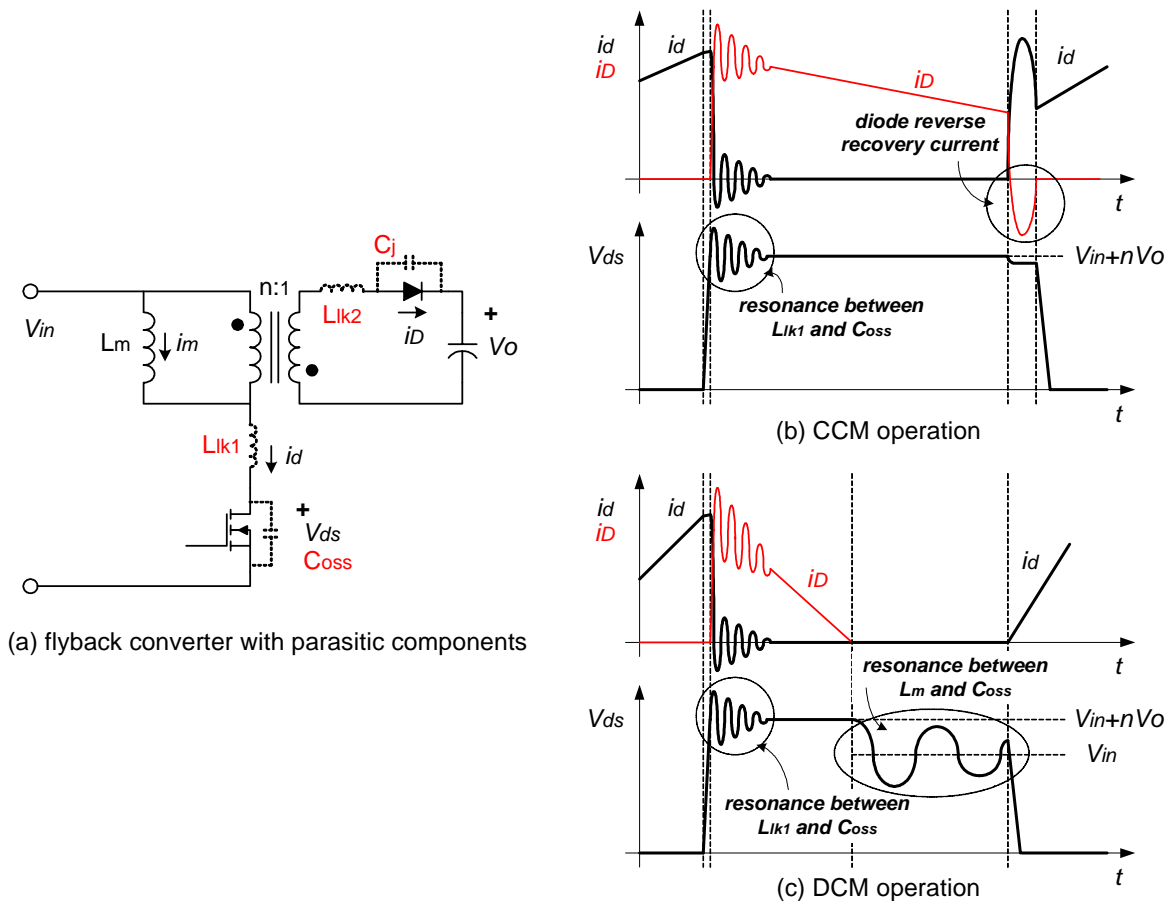 Vin
Lm
im
n:1
Llk2
Cj
iD
+
Vo
Llk1
id
+
Vds
Coss
(a) flyback converter with parasitic components
id
iD
id
iD
id
diode reverse
recovery current
t
Vds
Vin+nVo
resonance between
Llk1 and Coss
t
(b) CCM operation
id
iD
id
iD
id
t
resonance between
Lm and Coss
Vds
Vin+nVo
Vin
resonance between
Llk1 and Coss
t
(c) DCM operation